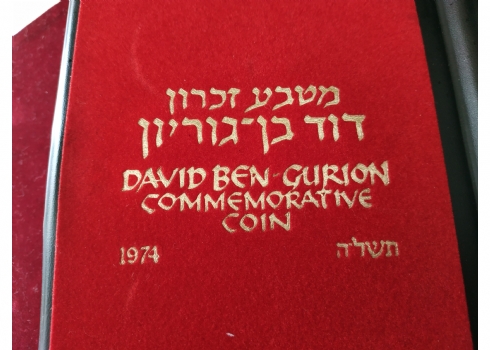 מטבע זכרון
דוד בן־גוריון
DAVID BEN-GURION
COMMEMORATIVE
COIN
1974 תשל״ה